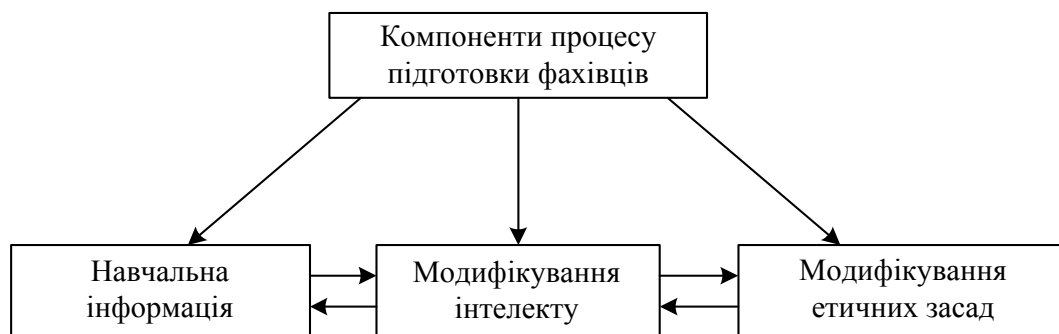 Компоненти процесу
підготовки фахівців
Навчальна
інформація
Модифікування
інтелекту
Модифікування
етичних засад